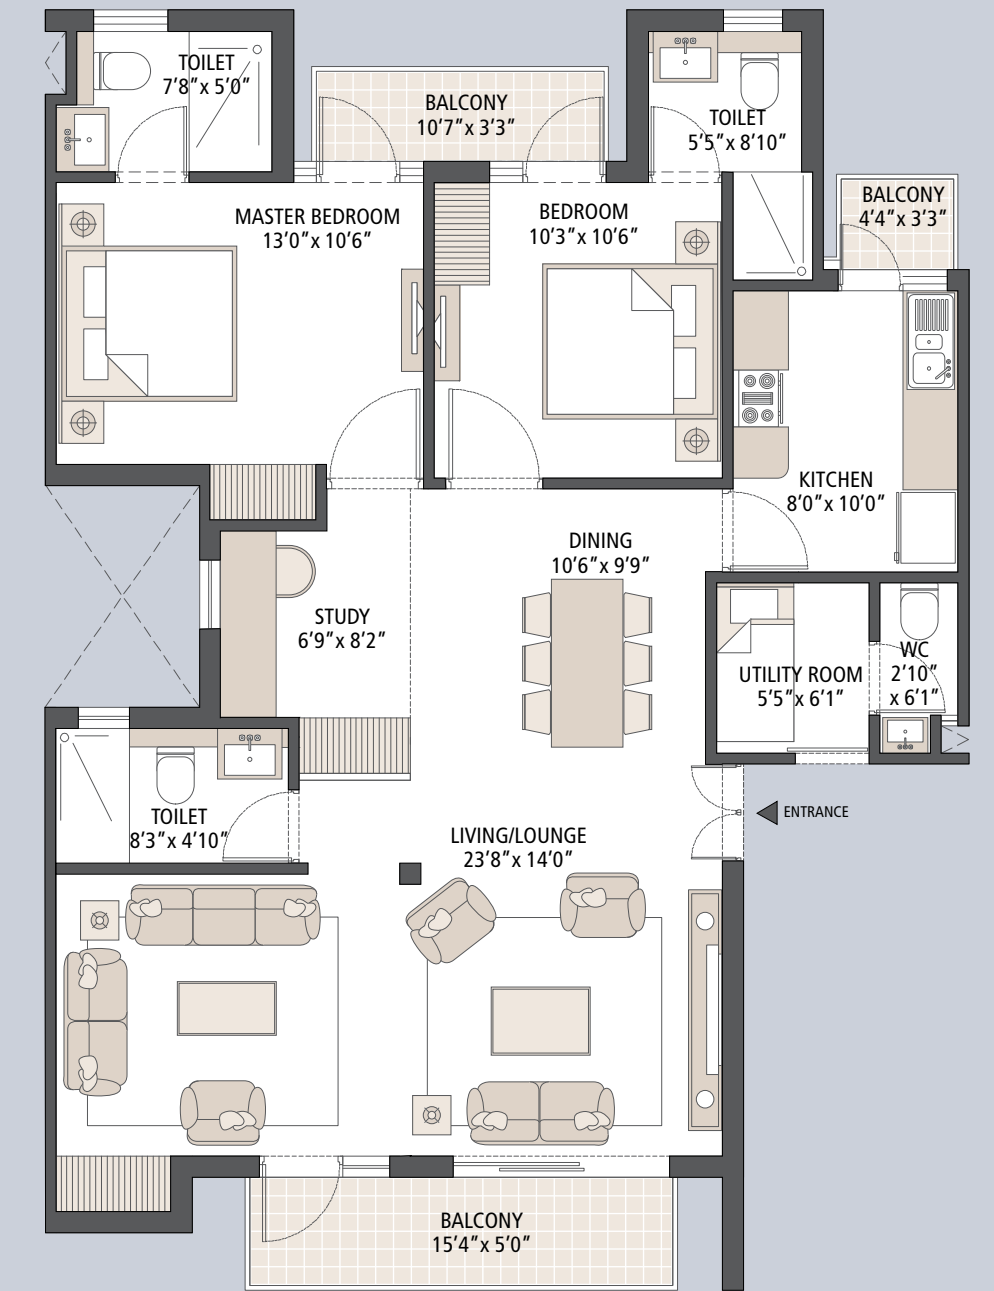 TOILET
7’8”x 5’0”
BALCONY
10’7”x 3’3”
TOILET
5’5”x 8’10”
BALCONY
4’4”x 3’3”
MASTER BEDROOM
13’0”x 10’6”
BEDROOM
10’3”x 10’6”
KITCHEN
8’0”x 10’0”
DINING
10’6”x 9’9”
STUDY
6’9”x 8’2”
UTILITY ROOM
5’5”x 6’1”
WC
2’10”
x 6’1”
TOILET
8’3”x 4’10”
ENTRANCE
LIVING/LOUNGE
23’8”x 14’0”
BALCONY
15’4”x 5’0”